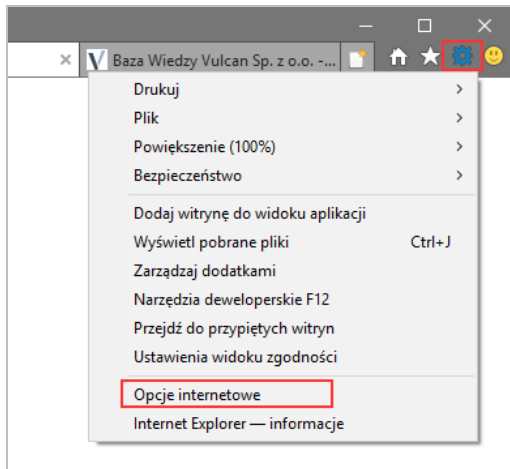 Baza Wiedzy Vulcan Sp. z o.o. -...
Drukuj
Plik
Powiększenie (100%)
Bezpieczeństwo
Dodaj witrynę do widoku aplikacji
Wyświetl pobrane pliki Ctrl+J
Zarządzaj dodatkami
Narzędzia deweloperskie F12
Przejdź do przypiętych witryn
Ustawienia widoku zgodności
Opcje internetowe
Internet Explorer — informacje